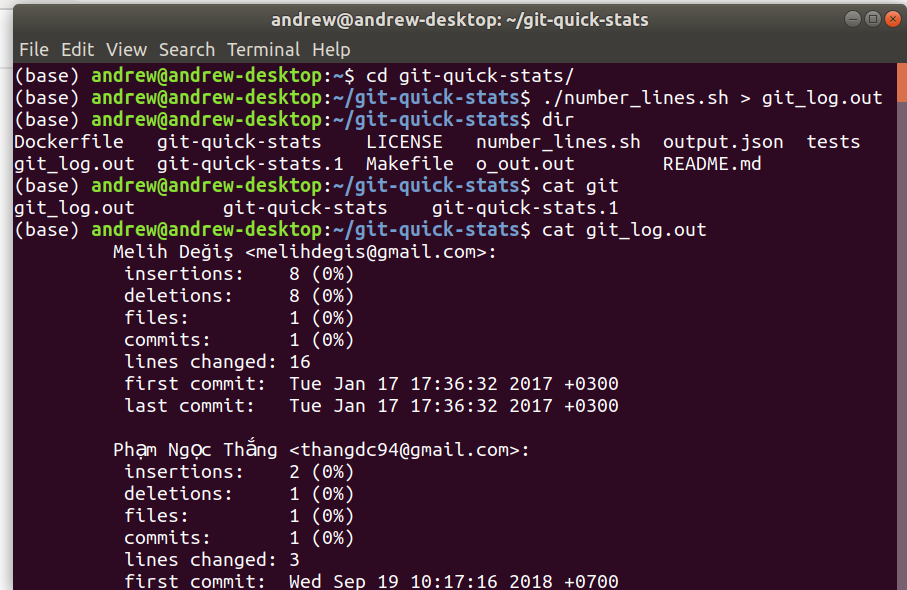 andrew@andrew-desktop: ~/git-quick-stats
File Edit View Search Terminal Help
(base) andrew@andrew-desktop:~$ cd git-quick-stats/
(base) andrew@andrew-desktop:~/git-quick-stats$ ./number_lines.sh > git_log.out
(base) andrew@andrew-desktop:~/git-quick-stats$ dir
Dockerfile   git-quick-stats    LICENSE   number_lines.sh  output.json  tests
git_log.out  git-quick-stats.1  Makefile  o_out.out        README.md
(base) andrew@andrew-desktop:~/git-quick-stats$ cat git
git_log.out        git-quick-stats    git-quick-stats.1
(base) andrew@andrew-desktop:~/git-quick-stats$ cat git_log.out
Melih Değiş <melihdegis@gmail.com>:
insertions:    8 (0%)
deletions:     8 (0%)
files:         1 (0%)
commits:       1 (0%)
lines changed: 16
first commit:  Tue Jan 17 17:36:32 2017 +0300
last commit:   Tue Jan 17 17:36:32 2017 +0300
Phạm Ngọc Thắng <thangdc94@gmail.com>:
insertions:    2 (0%)
deletions:     1 (0%)
files:         1 (0%)
commits:       1 (0%)
lines changed: 3
first commit:  Wed Sep 19 10:17:16 2018 +0700